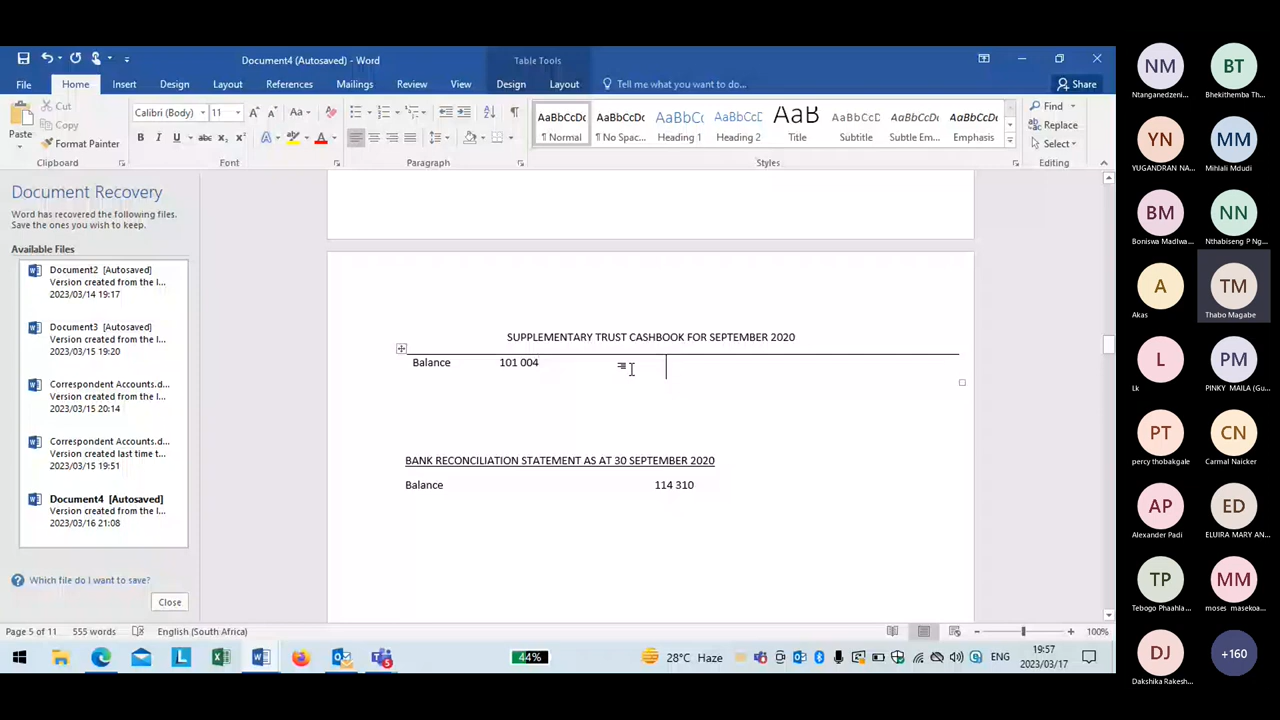 Document4 (Autosaved) - Word
Table Tools
File Home Insert Design Layout References Mailings Review View Design Layout Tell me what you want to do... Share
Paste
Cut
Copy
Format Painter
Clipboard
Calibri (Body) 11
Font
Paragraph
AaBbCcDc AaBbCcDc AaBbCc AaBbCcD AaB AaBbCcD AaBbCcD AaBbCcDc
¶ Normal ¶ No Spac... Heading 1 Heading 2 Title Subtitle Subtle Em... Emphasis
Styles
Find
Replace
Select
Editing
Document Recovery
Word has recovered the following files.
Save the ones you wish to keep.
Available Files
Document2 [Autosaved]
Version created from the l...
2023/03/14 19:17
Document3 [Autosaved]
Version created from the l...
2023/03/15 19:20
Correspondent Accounts.d...
Version created from the l...
2023/03/16 20:14
Correspondent Accounts.d...
Version created last time t...
2023/03/15 19:51
Document4 [Autosaved]
Version created from the l...
2023/03/16 21:08
Which file do I want to save?
Close
SUPPLEMENTARY TRUST CASHBOOK FOR SEPTEMBER 2020
Balance 101 004
BANK RECONCILIATION STATEMENT AS AT 30 SEPTEMBER 2020
Balance 114 310
Page 5 of 11 555 words English (South Africa) 100%
44%
28°C Haze
ENG
19:57
2023/03/17
NM BT
Ntanganedzeni... Bhekithemba Th...
YN MM
YUGANDRAN NA... Mihlali Mdudi
BM NN
Boniswa Madlwa... Nthabiseng P Ng...
A TM
Akas Thabo Magabe
L PM
Lk PINKY MAILA (Gu...
PT CN
percy thobakgale Carmal Naicker
AP ED
Alexander Padi ELUIRA MARY AN...
TP MM
Tebogo Phaahla... moses masekoa...
DJ +160
Dakshika Rakesh...